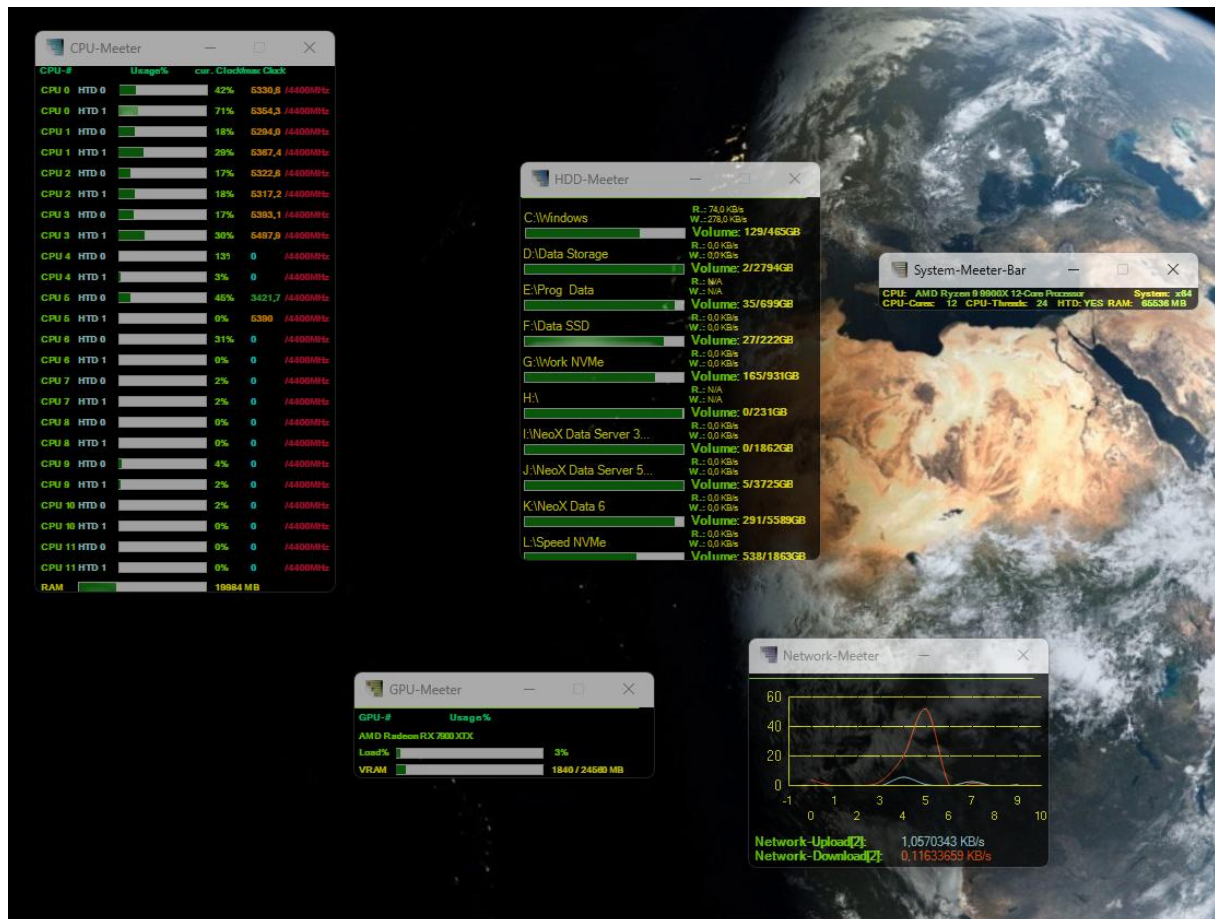 CPU-Meeter
CPU-# Usage% cur. Clock/max Clock
CPU 0 HTD 0 42% 5330,6 /4400MHz
CPU 0 HTD 1 71% 5354,3 /4400MHz
CPU 1 HTD 0 18% 5294,0 /4400MHz
CPU 1 HTD 1 29% 5367,4 /4400MHz
CPU 2 HTD 0 17% 5322,6 /4400MHz
CPU 2 HTD 1 18% 5317,2 /4400MHz
CPU 3 HTD 0 17% 5393,1 /4400MHz
CPU 3 HTD 1 30% 5497,9 /4400MHz
CPU 4 HTD 0 13% 0 /4400MHz
CPU 4 HTD 1 3% 0 /4400MHz
CPU 5 HTD 0 45% 3421,7 /4400MHz
CPU 5 HTD 1 0% 5390 /4400MHz
CPU 6 HTD 0 31% 0 /4400MHz
CPU 6 HTD 1 0% 0 /4400MHz
CPU 7 HTD 0 2% 0 /4400MHz
CPU 7 HTD 1 2% 0 /4400MHz
CPU 8 HTD 0 0% 0 /4400MHz
CPU 8 HTD 1 0% 0 /4400MHz
CPU 9 HTD 0 4% 0 /4400MHz
CPU 9 HTD 1 2% 0 /4400MHz
CPU 10 HTD 0 2% 0 /4400MHz
CPU 10 HTD 1 0% 0 /4400MHz
CPU 11 HTD 0 0% 0 /4400MHz
CPU 11 HTD 1 0% 0 /4400MHz
RAM 19984 MB
HDD-Meeter
C:\Windows R.: 74,0 KB/s
W.: 278,0 KB/s
Volume: 129/465GB
D:\Data Storage R.: 0,0 KB/s
W.: 0,0 KB/s
Volume: 2/2794GB
E:\Prog Data R.: N/A
W.: N/A
Volume: 35/699GB
F:\Data SSD R.: 0,0 KB/s
W.: 0,0 KB/s
Volume: 27/222GB
G:\Work NVMe R.: 0,0 KB/s
W.: 0,0 KB/s
Volume: 165/931GB
H:\ R.: N/A
W.: N/A
Volume: 0/231GB
I:\NeoX Data Server 3... R.: 0,0 KB/s
W.: 0,0 KB/s
Volume: 0/1862GB
J:\NeoX Data Server 5... R.: 0,0 KB/s
W.: 0,0 KB/s
Volume: 5/3725GB
K:\NeoX Data 6 R.: 0,0 KB/s
W.: 0,0 KB/s
Volume: 291/5589GB
L:\Speed NVMe R.: 0,0 KB/s
W.: 0,0 KB/s
Volume: 538/1863GB
System-Meeter-Bar
CPU: AMD Ryzen 9 9900X 12-Core Processor System: x64
CPU-Cores: 12 CPU-Threads: 24 HTD: YES RAM: 65536 MB
GPU-Meeter
GPU-# Usage%
AMD Radeon RX 7900 XTX
Load% 3%
VRAM 1840 / 24560 MB
Network-Meeter
60
40
20
0
-1 1 3 5 7 9
0 2 4 6 8 10
Network-Upload[2]: 1,0570343 KB/s
Network-Download[2]: 0,11633659 KB/s